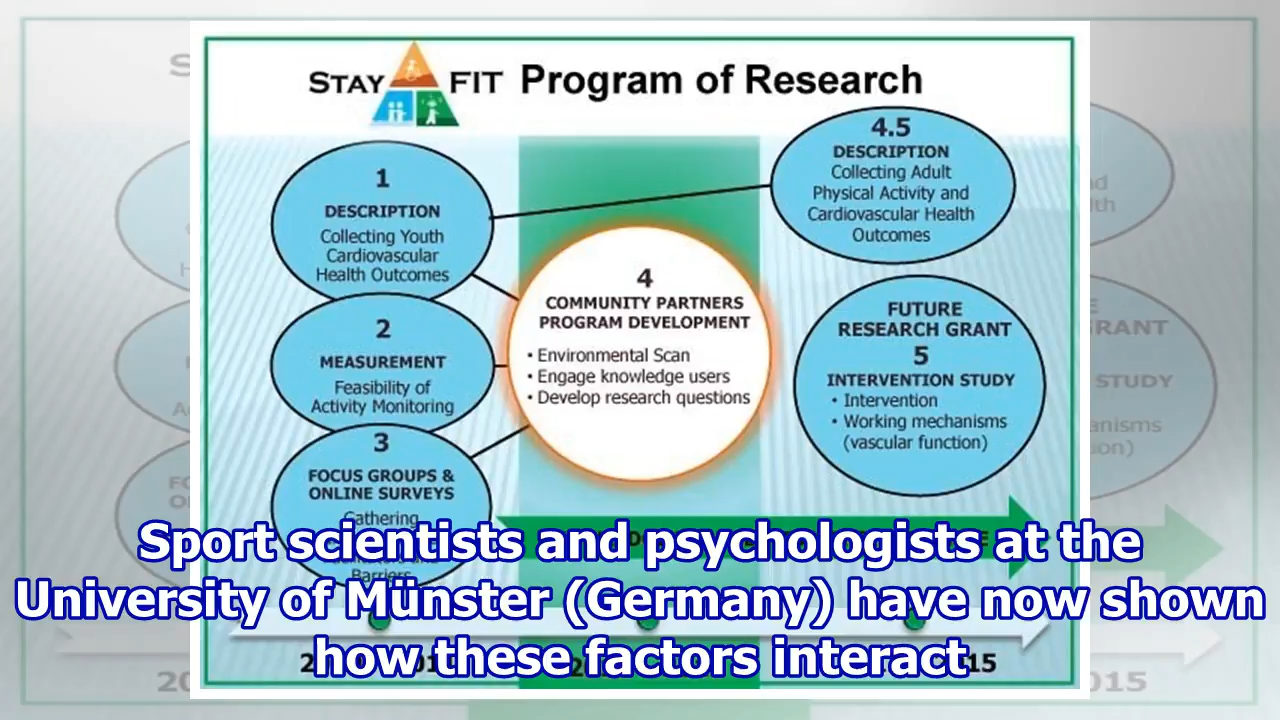 STAY FIT Program of Research
1
DESCRIPTION
Collecting Youth
Cardiovascular
Health Outcomes
2
MEASUREMENT
Feasibility of
Activity Monitoring
3
FOCUS GROUPS &
ONLINE SURVEYS
Gathering
Barriers
4
COMMUNITY PARTNERS
PROGRAM DEVELOPMENT
• Environmental Scan
• Engage knowledge users
• Develop research questions
4.5
DESCRIPTION
Collecting Adult
Physical Activity and
Cardiovascular Health
Outcomes
FUTURE
RESEARCH GRANT
5
INTERVENTION STUDY
• Intervention
• Working mechanisms
(vascular function)
Sport scientists and psychologists at the
University of Münster (Germany) have now shown
how these factors interact